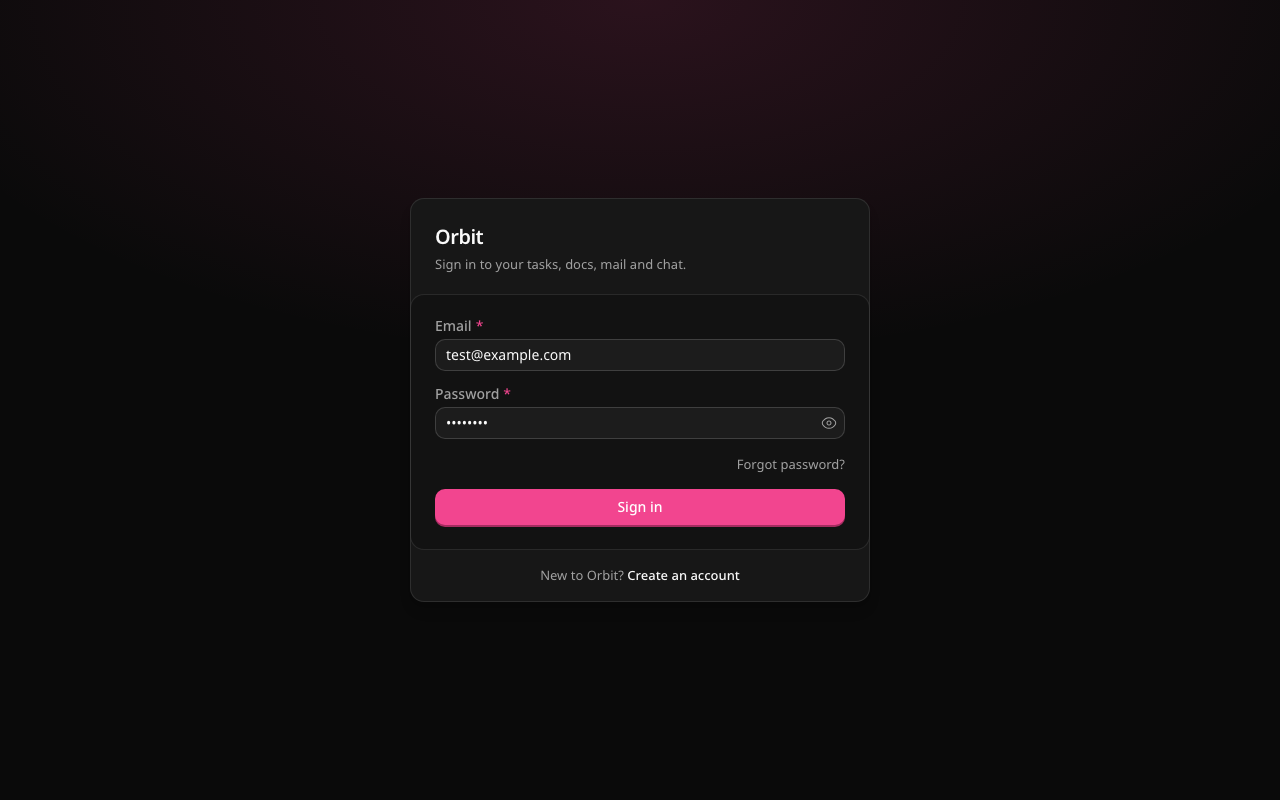 Orbit
Sign in to your tasks, docs, mail and chat.
Email *
test@example.com
Password *
••••••••
Forgot password?
Sign in
New to Orbit? Create an account